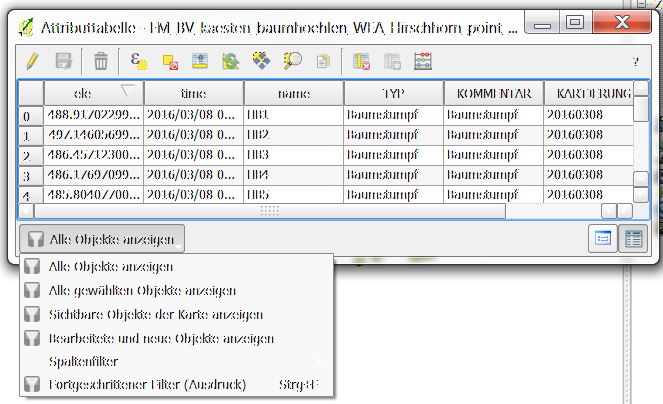 Attributtabelle - FM_BV_kaesten_baumhoehlen_WEA_Hirschhorn_point_...
?
ele time name TYP KOMMENTAR KARTIERUNG
0 488.91702299... 2016/03/08 0... HB1 Baumstumpf Baumstumpf 20160308
1 497.14605699... 2016/03/08 0... HB2 Baumstumpf Baumstumpf 20160308
2 486.45712300... 2016/03/08 0... HB3 Baumstumpf Baumstumpf 20160308
3 486.17697099... 2016/03/08 0... HB4 Baumstumpf Baumstumpf 20160308
4 485.80407700... 2016/03/08 0... HB5 Baumstumpf Baumstumpf 20160308
Alle Objekte anzeigen
Alle Objekte anzeigen
Alle gewählten Objekte anzeigen
Sichtbare Objekte der Karte anzeigen
Bearbeitete und neue Objekte anzeigen
Spaltenfilter
Fortgeschrittener Filter (Ausdruck) Strg+F